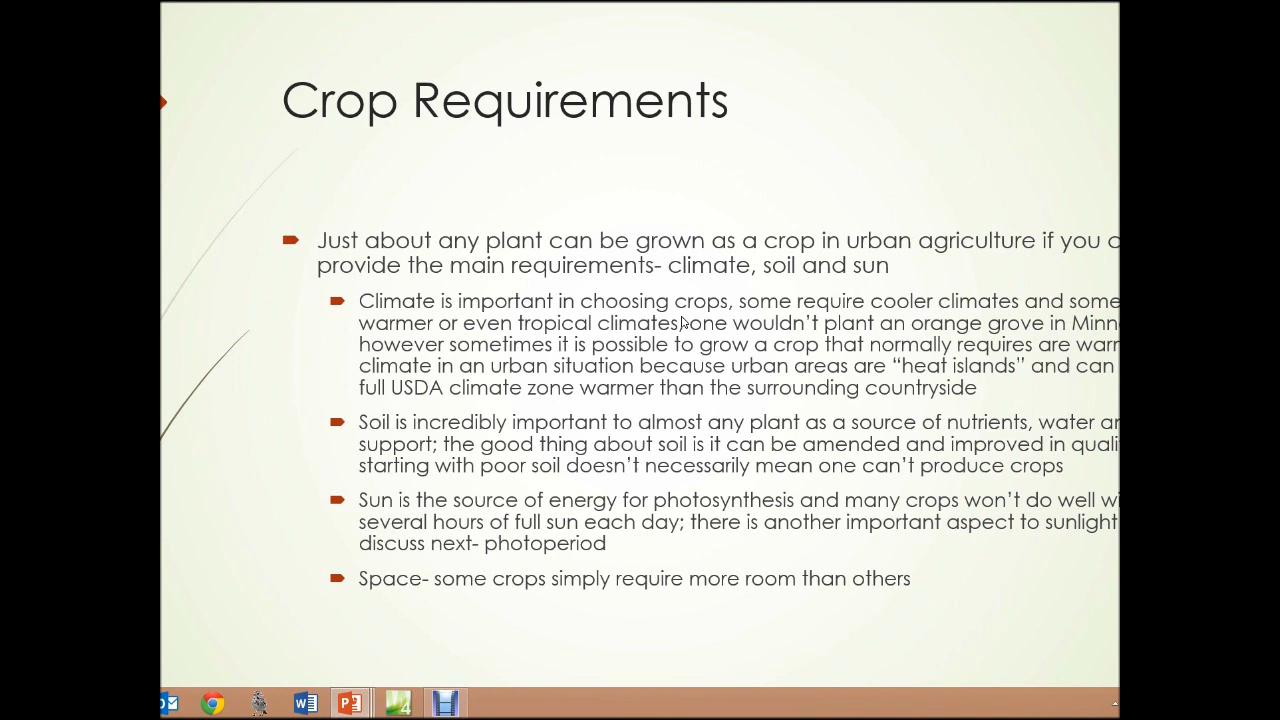 Crop Requirements
Just about any plant can be grown as a crop in urban agriculture if you
provide the main requirements- climate, soil and sun
Climate is important in choosing crops, some require cooler climates and some
warmer or even tropical climates, one wouldn't plant an orange grove in
however sometimes it is possible to grow a crop that normally requires are
climate in an urban situation because urban areas are “heat islands” and can
full USDA climate zone warmer than the surrounding countryside
Soil is incredibly important to almost any plant as a source of nutrients, water
support; the good thing about soil is it can be amended and improved in
starting with poor soil doesn't necessarily mean one can't produce crops
Sun is the source of energy for photosynthesis and many crops won't do well
several hours of full sun each day; there is another important aspect to sunlight
discuss next- photoperiod
Space- some crops simply require more room than others